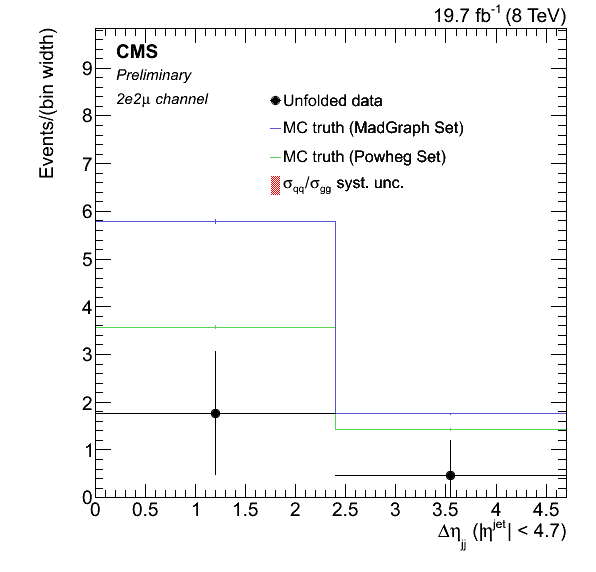 19.7 fb⁻¹ (8 TeV)
Events/(bin width)
CMS
Preliminary
2e2μ channel
Unfolded data
MC truth (MadGraph Set)
MC truth (Powheg Set)
σqq/σgg syst. unc.
9
8
7
6
5
4
3
2
1
0
0 0.5 1 1.5 2 2.5 3 3.5 4 4.5
Δηjj (|η^jet| < 4.7)